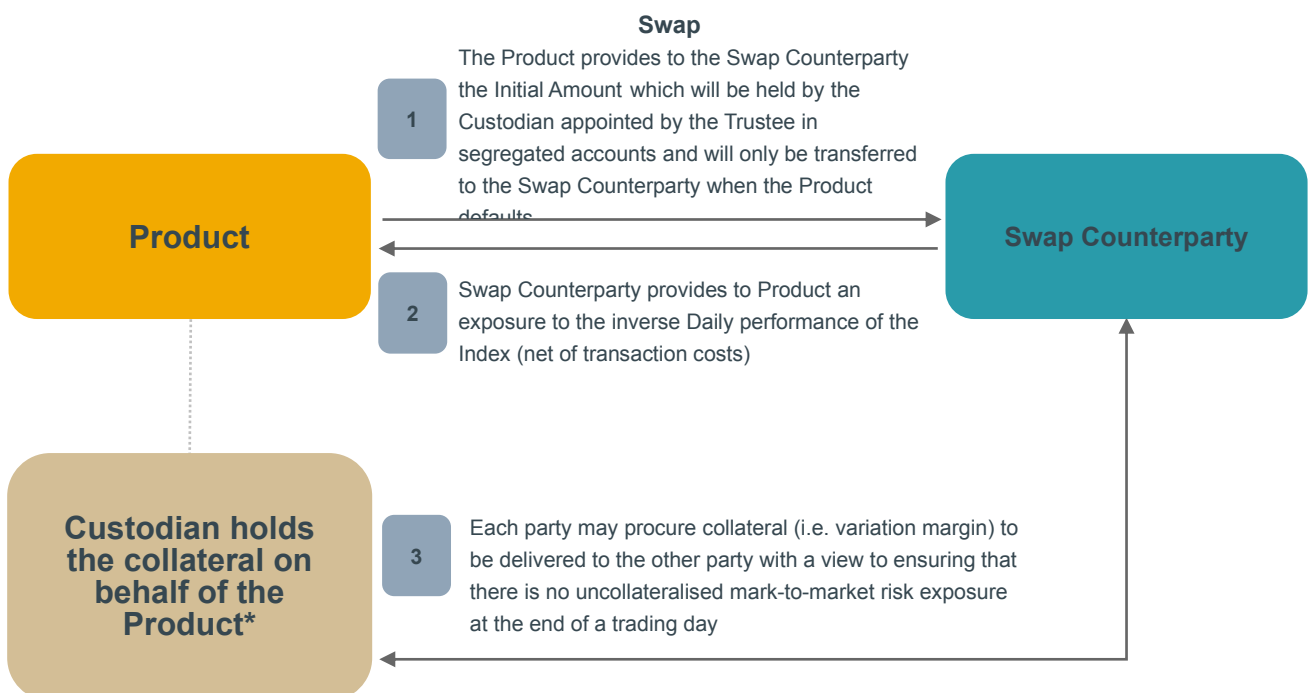 Swap
The Product provides to the Swap Counterparty
the Initial Amount which will be held by the
1
Custodian appointed by the Trustee in
segregated accounts and will only be transferred
to the Swap Counterparty when the Product
defaults
Product
Swap Counterparty
2
Swap Counterparty provides to Product an
exposure to the inverse Daily performance of the
Index (net of transaction costs)
Custodian holds
the collateral on
behalf of the
Product*
3
Each party may procure collateral (i.e. variation margin) to
be delivered to the other party with a view to ensuring that
there is no uncollateralised mark-to-market risk exposure
at the end of a trading day